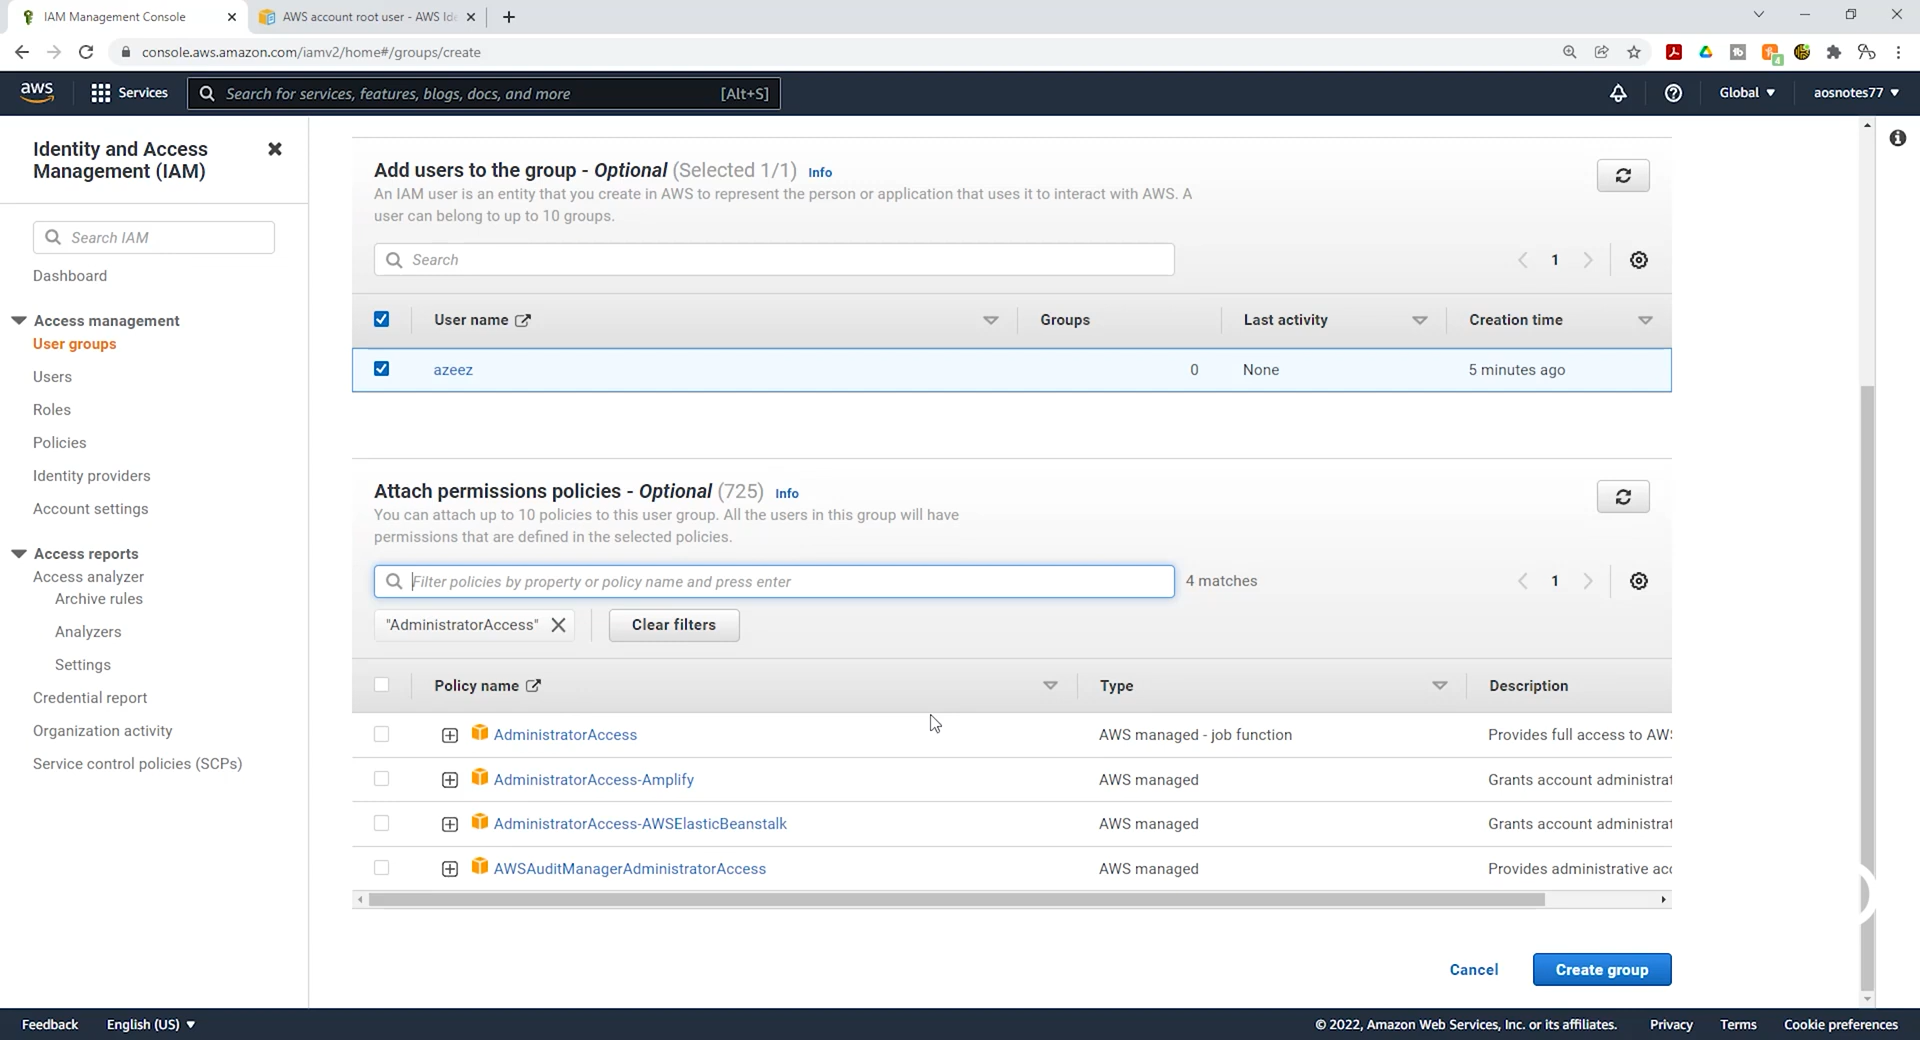 IAM Management Console
AWS account root user - AWS Ide
console.aws.amazon.com/iamv2/home#/groups/create
aws
Services
Search for services, features, blogs, docs, and more
[Alt+S]
Global
aosnotes77
Identity and Access
Management (IAM)
Search IAM
Dashboard
Access management
User groups
Users
Roles
Policies
Identity providers
Account settings
Access reports
Access analyzer
Archive rules
Analyzers
Settings
Credential report
Organization activity
Service control policies (SCPs)
Add users to the group - Optional (Selected 1/1) Info
An IAM user is an entity that you create in AWS to represent the person or application that uses it to interact with AWS. A
user can belong to up to 10 groups.
Search
1
User name
Groups
Last activity
Creation time
azeez
0
None
5 minutes ago
Attach permissions policies - Optional (725) Info
You can attach up to 10 policies to this user group. All the users in this group will have
permissions that are defined in the selected policies.
Filter policies by property or policy name and press enter
4 matches
1
"AdministratorAccess"
Clear filters
Policy name
Type
Description
AdministratorAccess
AWS managed - job function
Provides full access to AWS
AdministratorAccess-Amplify
AWS managed
Grants account administrat
AdministratorAccess-AWSElasticBeanstalk
AWS managed
Grants account administrat
AWSAuditManagerAdministratorAccess
AWS managed
Provides administrative acc
Cancel
Create group
Feedback
English (US)
© 2022, Amazon Web Services, Inc. or its affiliates.
Privacy
Terms
Cookie preferences